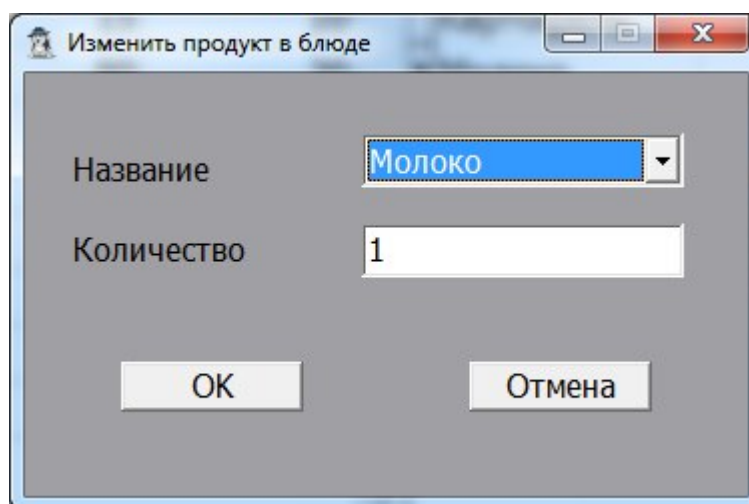 Изменить продукт в блюде
Название
Молоко
Количество
1
OK
Отмена